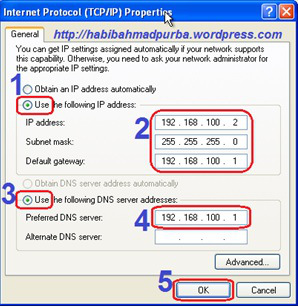 Internet Protocol (TCP/IP) Properties
http://habibahmadpurba.wordpress.com
General
You can get IP settings assigned automatically if your network supports
this capability. Otherwise, you need to ask your network administrator for
the appropriate IP settings.
1
Obtain an IP address automatically
Use the following IP address:
2
IP address: 192 . 168 . 100 . 2
Subnet mask: 255 . 255 . 255 . 0
Default gateway: 192 . 168 . 100 . 1
Obtain DNS server address automatically
3
Use the following DNS server addresses:
Preferred DNS server: 4 192 . 168 . 100 . 1
Alternate DNS server: . . .
Advanced...
5
OK Cancel